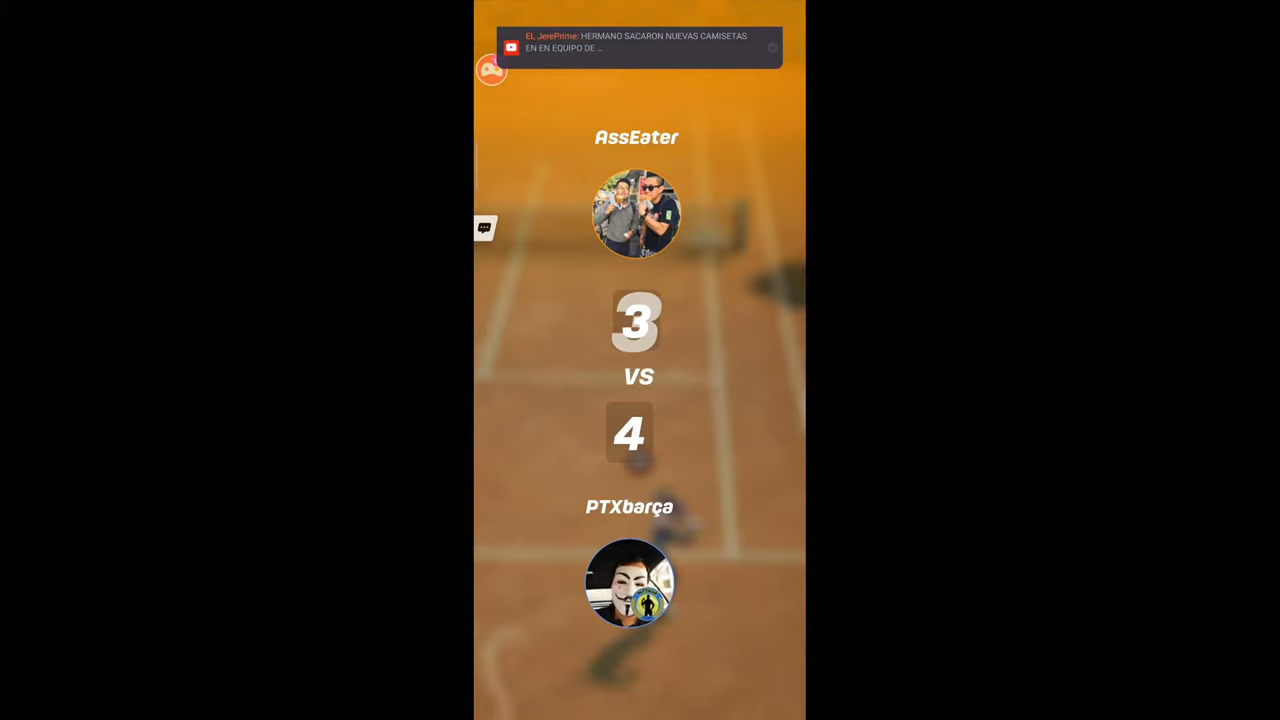 EL JerePrime: HERMANO SACARON NUEVAS CAMISETAS
EN EN EQUIPO DE ...
AssEater
3
VS
4
PTXbarça